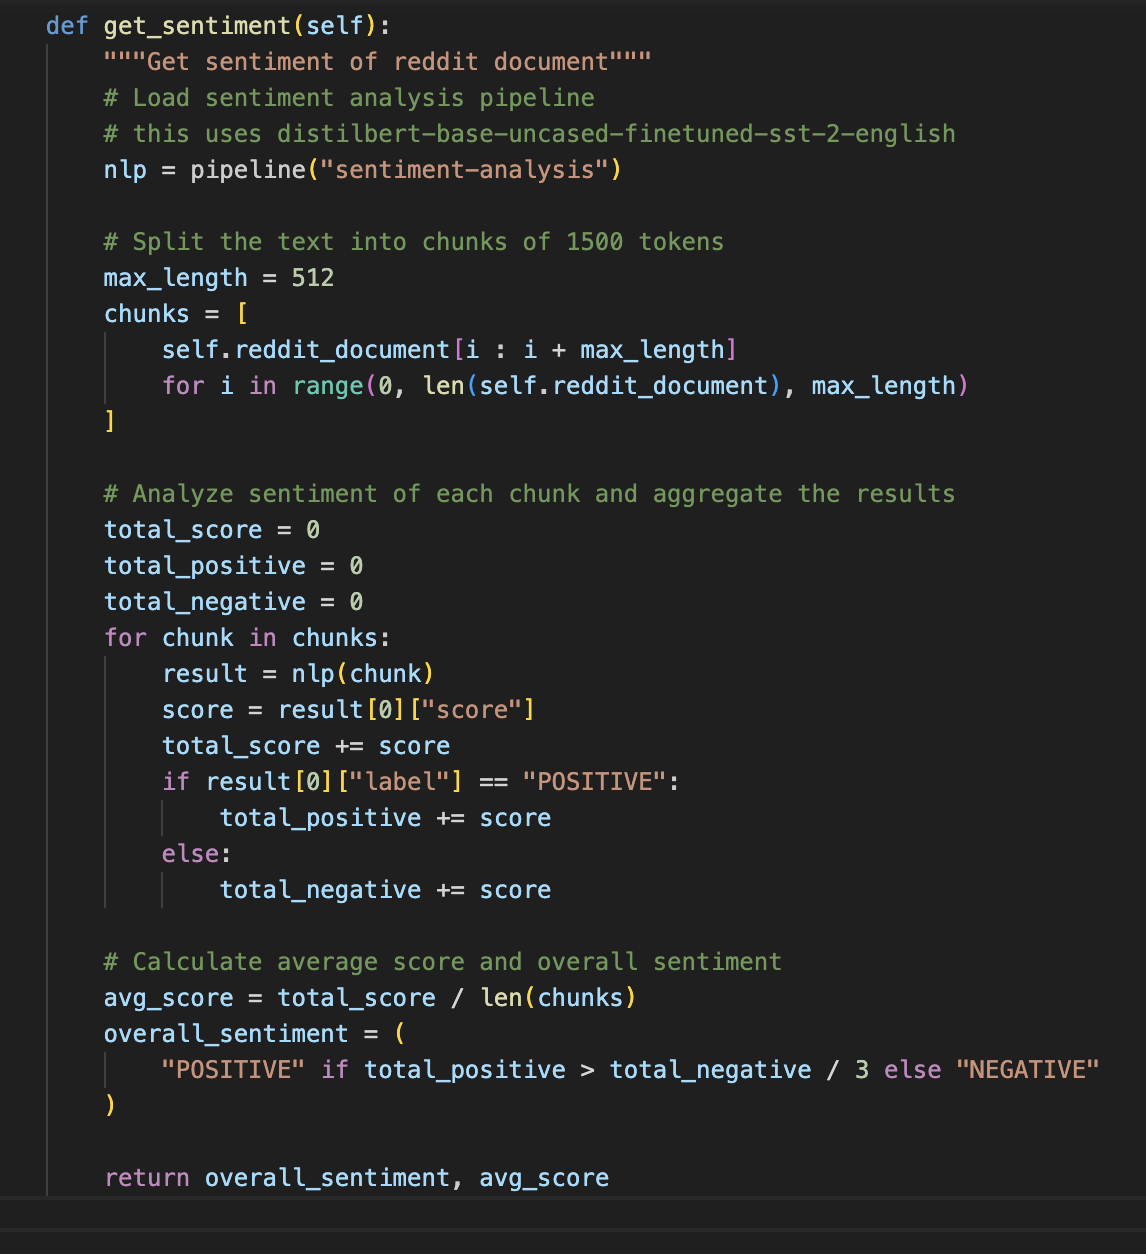 def get_sentiment(self):
    """Get sentiment of reddit document"""
    # Load sentiment analysis pipeline
    # this uses distilbert-base-uncased-finetuned-sst-2-english
    nlp = pipeline("sentiment-analysis")

    # Split the text into chunks of 1500 tokens
    max_length = 512
    chunks = [
        self.reddit_document[i : i + max_length]
        for i in range(0, len(self.reddit_document), max_length)
    ]

    # Analyze sentiment of each chunk and aggregate the results
    total_score = 0
    total_positive = 0
    total_negative = 0
    for chunk in chunks:
        result = nlp(chunk)
        score = result[0]["score"]
        total_score += score
        if result[0]["label"] == "POSITIVE":
            total_positive += score
        else:
            total_negative += score

    # Calculate average score and overall sentiment
    avg_score = total_score / len(chunks)
    overall_sentiment = (
        "POSITIVE" if total_positive > total_negative / 3 else "NEGATIVE"
    )

    return overall_sentiment, avg_score